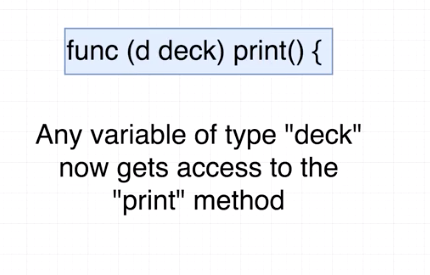 func (d deck) print() {
Any variable of type "deck"
now gets access to the
"print" method